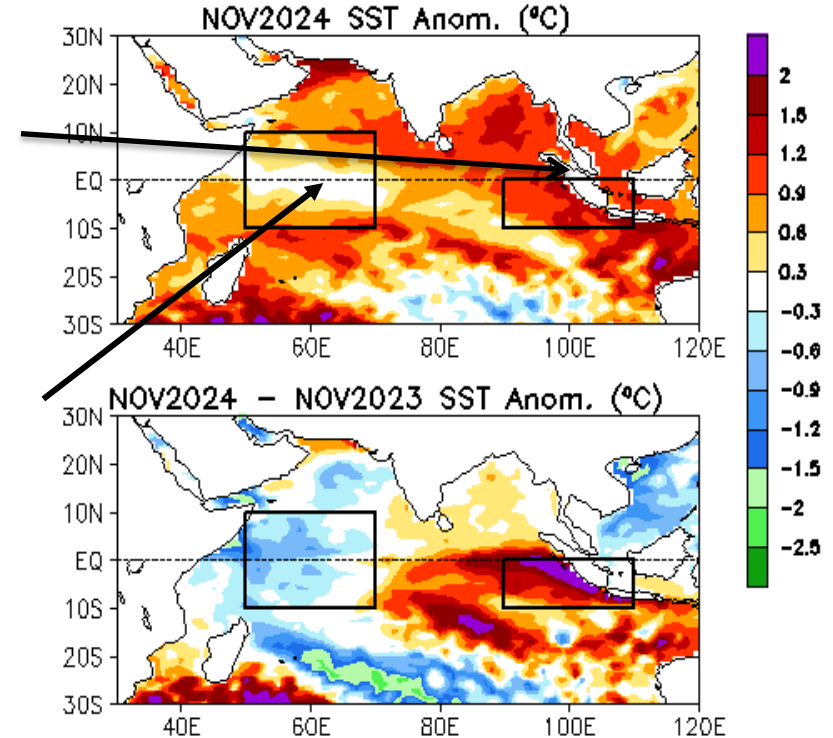 NOV2024 SST Anom. (°C)
30N
20N
10N
EQ
10S
20S
30S
40E 60E 80E 100E 120E
NOV2024 – NOV2023 SST Anom. (°C)
30N
20N
10N
EQ
10S
20S
30S
40E 60E 80E 100E 120E
2
1.5
1.2
0.9
0.6
0.3
−0.3
−0.6
−0.9
−1.2
−1.5
−2
−2.5